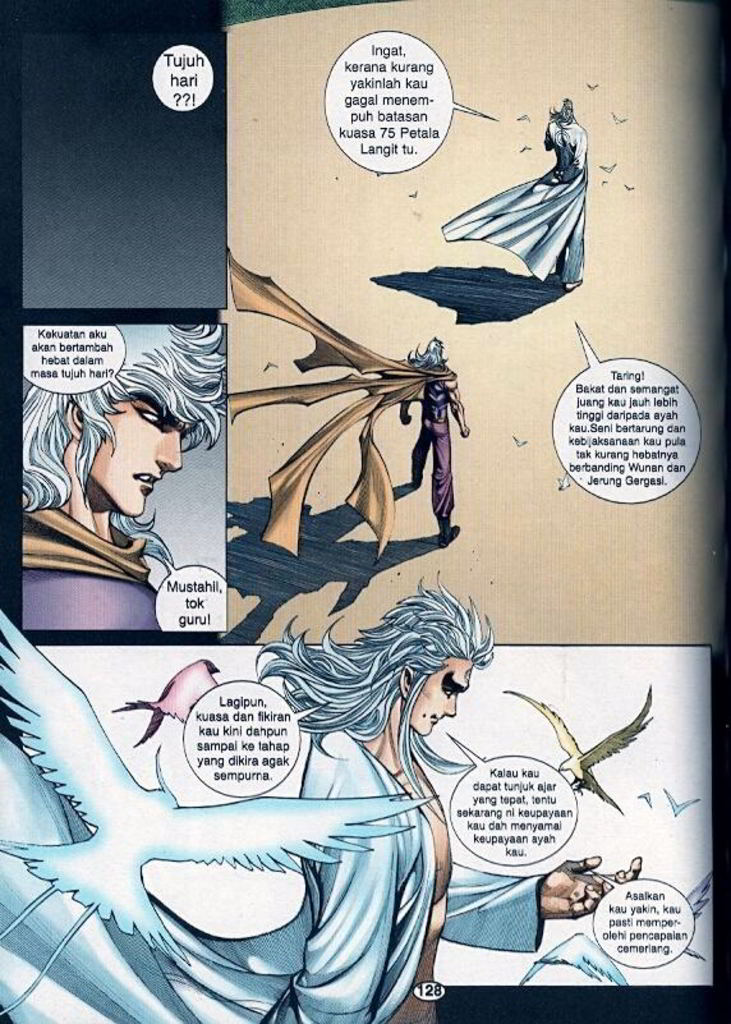 Tujuh
hari
??!
Ingat,
kerana kurang
yakinlah kau
gagal menem-
puh batasan
kuasa 75 Petala
Langit tu.
Kekuatan aku
akan bertambah
hebat dalam
masa tujuh hari?
Mustahil,
tok
guru!
Taring!
Bakat dan semangat
juang kau jauh lebih
tinggi daripada ayah
kau.Seni bertarung dan
kebijaksanaan kau pula
tak kurang hebatnya
berbanding Wunan dan
Jerung Gergasi.
Lagipun,
kuasa dan fikiran
kau kini dahpun
sampai ke tahap
yang dikira agak
sempurna.
Kalau kau
dapat tunjuk ajar
yang tepat, tentu
sekarang ni keupayaan
kau dah menyamai
keupayaan ayah
kau.
Asalkan
kau yakin, kau
pasti memper-
olehi pencapaian
cemerlang.
128